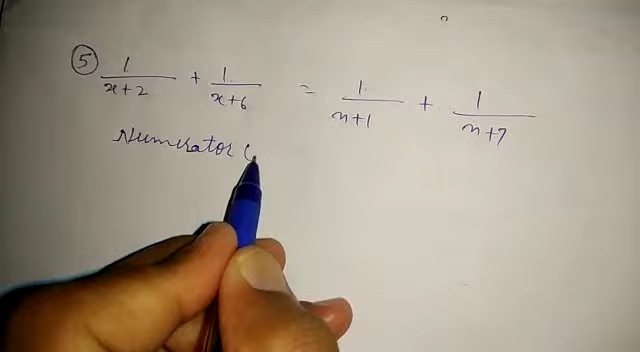 ⑤ 1/(x+2) + 1/(x+6) = 1/(x+1) + 1/(x+7)
Numerator (